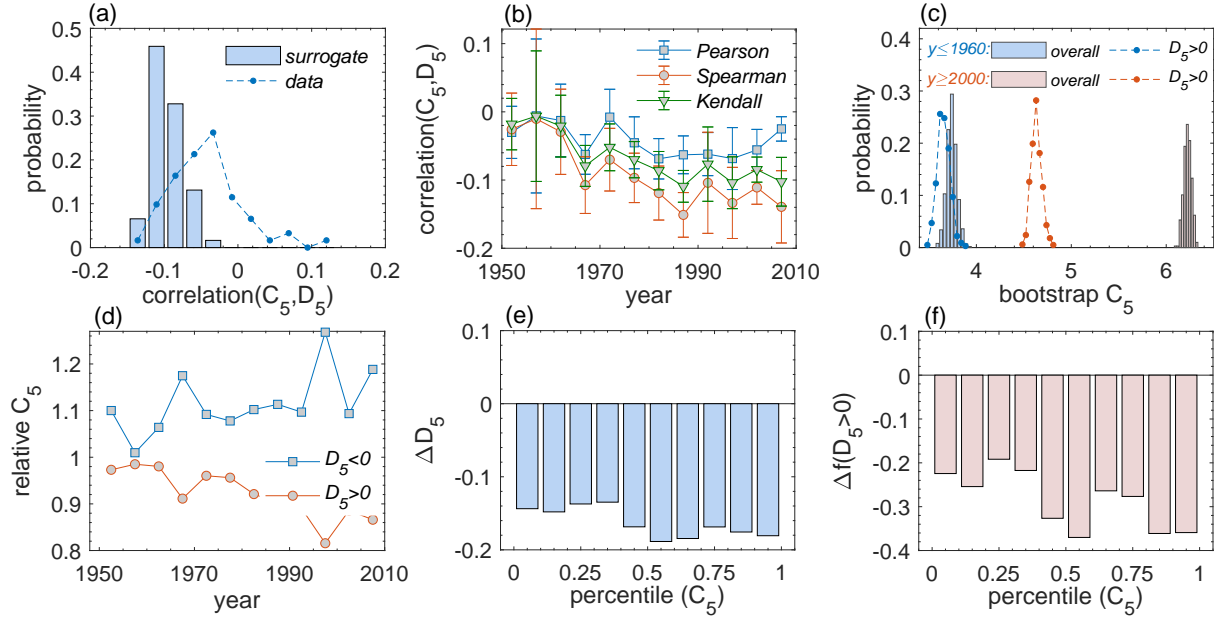 (a)
0.5
0.4
0.3
0.2
0.1
0
probability
surrogate
data
-0.2
-0.1
0
0.1
0.2
correlation(C5,D5)
(b)
0.1
0
-0.1
-0.2
correlation(C5,D5)
Pearson
Spearman
Kendall
1950
1970
1990
2010
year
(c)
0.4
0.3
0.2
0.1
0
probability
y≤1960: overall D5>0
y≥2000: overall D5>0
4
5
6
bootstrap C5
(d)
1.2
1.1
1
0.9
0.8
relative C5
D5<0
D5>0
1950
1970
1990
2010
year
(e)
0.1
0
-0.1
-0.2
ΔD5
0
0.25
0.5
0.75
1
percentile (C5)
(f)
0.1
0
-0.1
-0.2
-0.3
-0.4
Δf(D5>0)
0
0.25
0.5
0.75
1
percentile (C5)